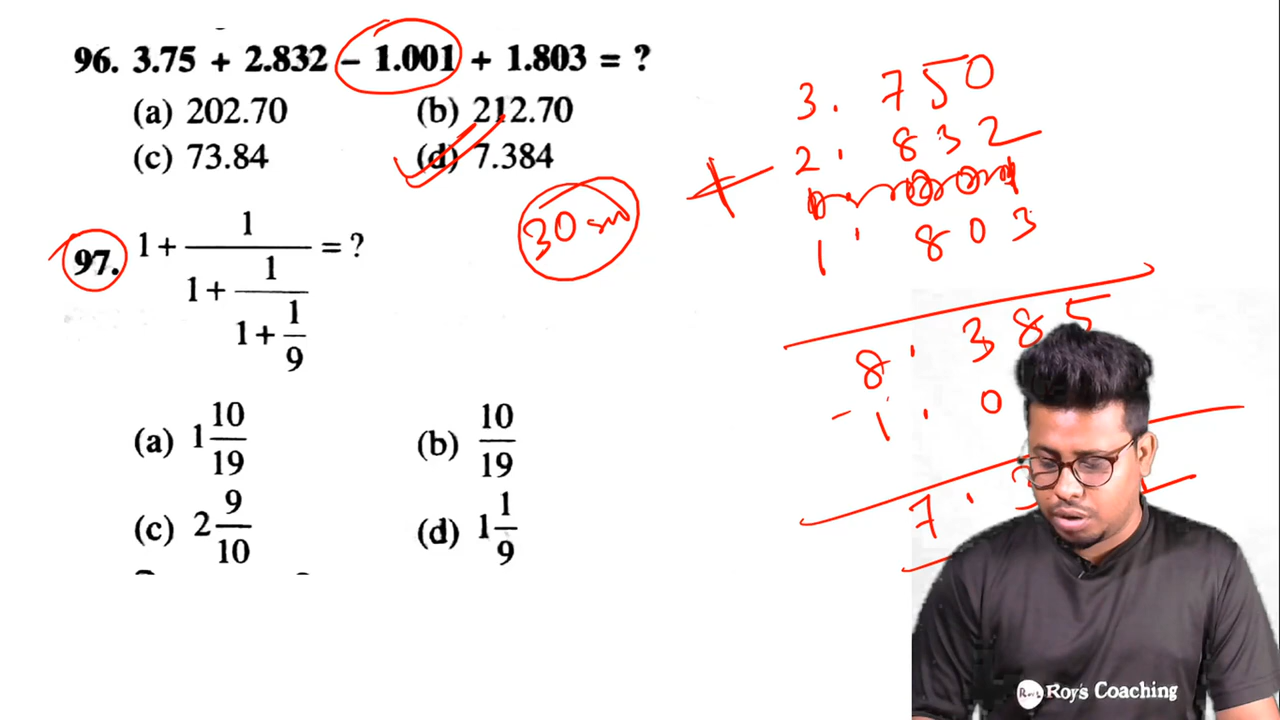 96. 3.75 + 2.832 – 1.001 + 1.803 = ?
(a) 202.70 (b) 212.70
(c) 73.84 (d) 7.384
30
97. 1 + 1 / (1 + 1 / (1 + 1/9)) = ?
(a) 1 10/19 (b) 10/19
(c) 2 9/10 (d) 1 1/9
3.750
+ 2.832
1.803
8.385
- 1.0
7.3
Roy's Coaching